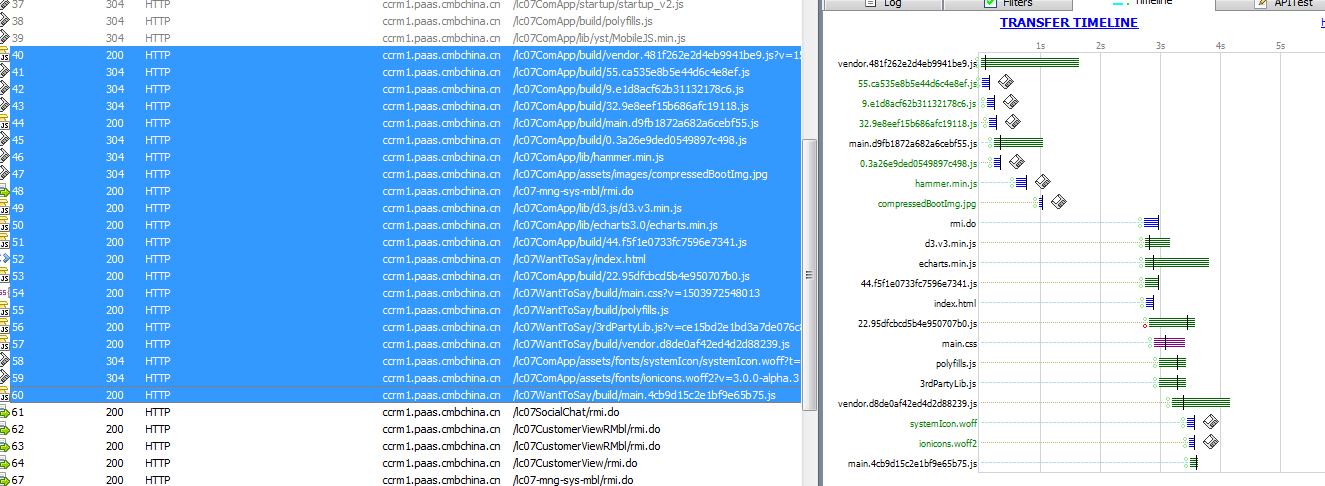 37 304 HTTP ccrm1.paas.cmbchina.cn /lc07ComApp/startup/startup_v2.js
38 304 HTTP ccrm1.paas.cmbchina.cn /lc07ComApp/build/polyfills.js
39 304 HTTP ccrm1.paas.cmbchina.cn /lc07ComApp/lib/yst/MobileJS.min.js
40 200 HTTP ccrm1.paas.cmbchina.cn /lc07ComApp/build/vendor.481f262e2d4eb9941be9.js?v=15
41 304 HTTP ccrm1.paas.cmbchina.cn /lc07ComApp/build/55.ca535e8b5e44d6c4e8ef.js
42 304 HTTP ccrm1.paas.cmbchina.cn /lc07ComApp/build/9.e1d8acf62b31132178c6.js
43 304 HTTP ccrm1.paas.cmbchina.cn /lc07ComApp/build/32.9e8eef15b686afc19118.js
44 200 HTTP ccrm1.paas.cmbchina.cn /lc07ComApp/build/main.d9fb1872a682a6cebf55.js
45 304 HTTP ccrm1.paas.cmbchina.cn /lc07ComApp/build/0.3a26e9ded0549897c498.js
46 304 HTTP ccrm1.paas.cmbchina.cn /lc07ComApp/lib/hammer.min.js
47 304 HTTP ccrm1.paas.cmbchina.cn /lc07ComApp/assets/images/compressedBootImg.jpg
48 200 HTTP ccrm1.paas.cmbchina.cn /lc07-mng-sys-mbl/rmi.do
49 200 HTTP ccrm1.paas.cmbchina.cn /lc07ComApp/lib/d3.js/d3.v3.min.js
50 200 HTTP ccrm1.paas.cmbchina.cn /lc07ComApp/lib/echarts3.0/echarts.min.js
51 200 HTTP ccrm1.paas.cmbchina.cn /lc07ComApp/build/44.f5f1e0733fc7596e7341.js
52 200 HTTP ccrm1.paas.cmbchina.cn /lc07WantToSay/index.html
53 200 HTTP ccrm1.paas.cmbchina.cn /lc07ComApp/build/22.95dfcbcd5b4e950707b0.js
54 200 HTTP ccrm1.paas.cmbchina.cn /lc07WantToSay/build/main.css?v=1503972548013
55 200 HTTP ccrm1.paas.cmbchina.cn /lc07WantToSay/build/polyfills.js
56 200 HTTP ccrm1.paas.cmbchina.cn /lc07WantToSay/3rdPartyLib.js?v=ce15bd2e1bd3a7de076c8
57 200 HTTP ccrm1.paas.cmbchina.cn /lc07WantToSay/build/vendor.d8de0af42ed4d2d88239.js
58 304 HTTP ccrm1.paas.cmbchina.cn /lc07ComApp/assets/fonts/systemIcon/systemIcon.woff?t=
59 304 HTTP ccrm1.paas.cmbchina.cn /lc07ComApp/assets/fonts/ionicons.woff2?v=3.0.0-alpha.3
60 200 HTTP ccrm1.paas.cmbchina.cn /lc07WantToSay/build/main.4cb9d15c2e1bf9e65b75.js
61 200 HTTP ccrm1.paas.cmbchina.cn /lc07SocialChat/rmi.do
62 200 HTTP ccrm1.paas.cmbchina.cn /lc07CustomerViewRMbl/rmi.do
63 200 HTTP ccrm1.paas.cmbchina.cn /lc07CustomerViewRMbl/rmi.do
64 200 HTTP ccrm1.paas.cmbchina.cn /lc07CustomerView/rmi.do
67 200 HTTP ccrm1.paas.cmbchina.cn /lc07-mng-sys-mbl/rmi.do
Log Filters Timeline APITest
TRANSFER TIMELINE
1s 2s 3s 4s 5s
vendor.481f262e2d4eb9941be9.js
55.ca535e8b5e44d6c4e8ef.js
9.e1d8acf62b31132178c6.js
32.9e8eef15b686afc19118.js
main.d9fb1872a682a6cebf55.js
0.3a26e9ded0549897c498.js
hammer.min.js
compressedBootImg.jpg
rmi.do
d3.v3.min.js
echarts.min.js
44.f5f1e0733fc7596e7341.js
index.html
22.95dfcbcd5b4e950707b0.js
main.css
polyfills.js
3rdPartyLib.js
vendor.d8de0af42ed4d2d88239.js
systemIcon.woff
ionicons.woff2
main.4cb9d15c2e1bf9e65b75.js